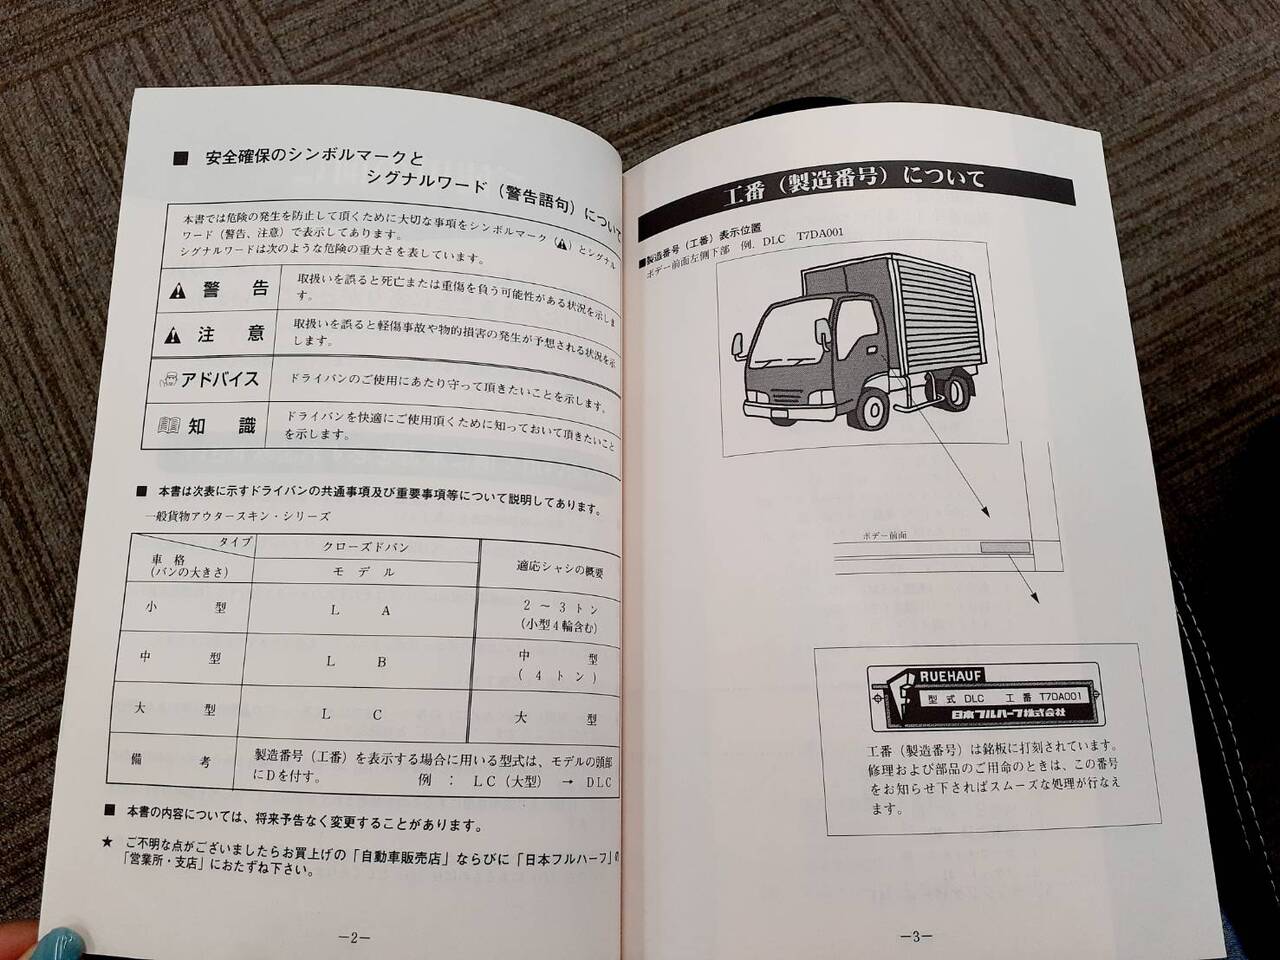 ■ 安全確保のシンボルマークと
シグナルワード（警告語句）について
本書では危険の発生を防止して頂くために大切な事項をシンボルマーク（⚠）とシグナル
ワード（警告、注意）で表示してあります。
シグナルワードは次のような危険の重大さを表しています。
⚠ 警 告
取扱いを誤ると死亡または重傷を負う可能性がある状況を示しま
す。
⚠ 注 意
取扱いを誤ると軽傷事故や物的損害の発生が予想される状況を示
します。
アドバイス
ドライバンのご使用にあたり守って頂きたいことを示します。
知 識
ドライバンを快適にご使用頂くために知っておいて頂きたいこと
を示します。
■ 本書は次表に示すドライバンの共通事項及び重要事項等について説明してあります。
一般貨物アウタースキン・シリーズ
タイプ
車 格
（バンの大きさ）
クローズドバン
モ デ ル
適応シャシの概要
小 型
L A
2 〜 3 ト ン
（小型４輪含む）
中 型
L B
中 型
( 4 ト ン )
大 型
L C
大 型
備 考
製造番号（工番）を表示する場合に用いる型式は、モデルの頭部
にDを付す。 例 ： LC（大型） → DLC
■ 本書の内容については、将来予告なく変更することがあります。
★ ご不明な点がございましたらお買上げの「自動車販売店」ならびに「日本フルハーフ」の
「営業所・支店」におたずね下さい。
―2―
工番（製造番号）について
■製造番号（工番）表示位置
ボデー前面左側下部 例．DLC T7DA001
ボデー前面
FRUEHAUF
型 式 DLC 工 番 T7DA001
日本フルハーフ株式会社
工番（製造番号）は銘板に打刻されています。
修理および部品のご用命のときは、この番号
をお知らせ下さればスムーズな処理が行なえ
ます。
―3―